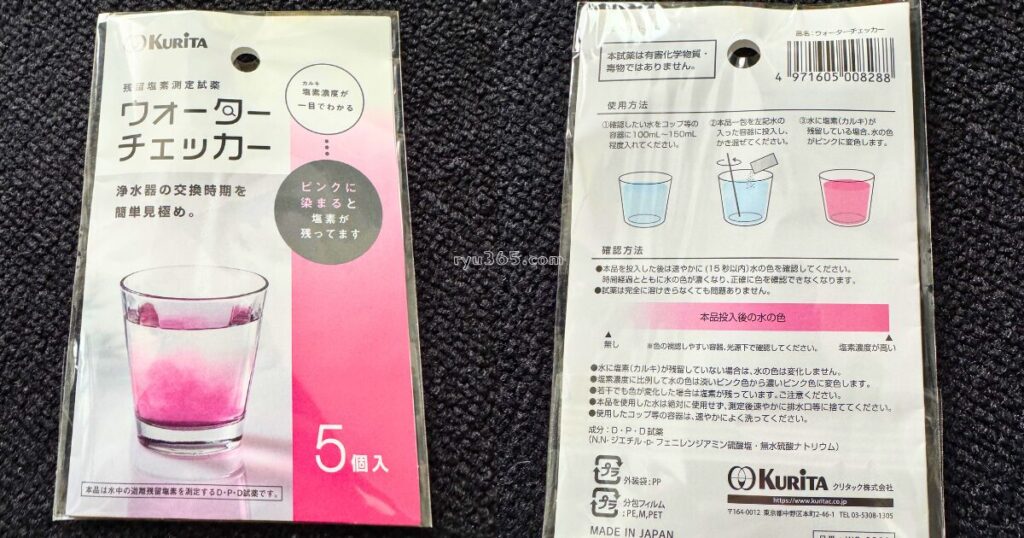 KURITA
残留塩素測定試薬
ウォーター
チェッカー
浄水器の交換時期を
簡単見極め。
カルキ
塩素濃度が
一目でわかる
ピンクに
染まると
塩素が
残ってます
5個入
本品は水中の遊離残留塩素を測定するD・P・D試薬です。
ryu365.com
本試薬は有害化学物質・
毒物ではありません。
品名:ウォーターチェッカー
4 971605 008288
使用方法
①確認したい水をコップ等の
容器に100mL〜150mL
程度入れてください。
②本品一包を左記水の
入った容器に投入し、
かき混ぜてください。
③水に塩素(カルキ)が
残留している場合、水の色
がピンクに変色します。
確認方法
●本品を投入した後は速やかに(15秒以内)水の色を確認してください。
時間経過とともに水の色が濃くなり、正確に色を確認できなくなります。
●試薬は完全に溶けきらなくても問題ありません。
本品投入後の水の色
▲
無し
※色の視認しやすい容器、光源下で確認してください。
▲
塩素濃度が高い
●水に塩素(カルキ)が残留していない場合は、水の色は変化しません。
●塩素濃度に比例して水の色は淡いピンク色から濃いピンク色に変色します。
●若干でも色が変化した場合は塩素が残っています。ご注意ください。
●本品を使用した水は絶対に使用せず、測定後速やかに排水口等に捨ててください。
●使用したコップ等の容器は、速やかによく洗ってください。
成分:D・P・D試薬
(N,N-ジエチル-p-フェニレンジアミン硫酸塩・無水硫酸ナトリウム)
プラ
外装袋:PP
プラ
分包フィルム
:PE,M,PET
MADE IN JAPAN
KURITA クリタック株式会社
https://www.kuritac.co.jp
〒164-0012 東京都中野区本町2-46-1 TEL 03-5308-1305